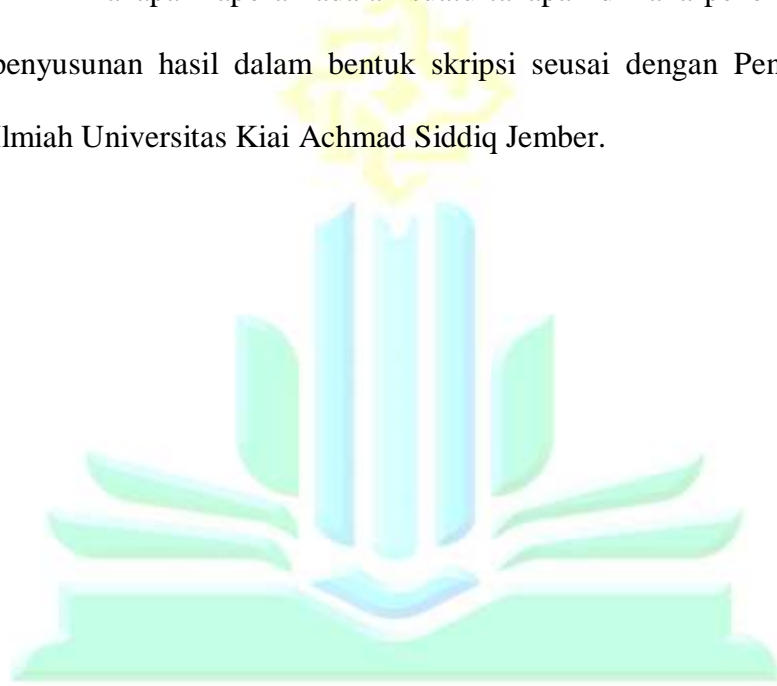 penyusunan hasil dalam bentuk skripsi seusai dengan Pen
Ilmiah Universitas Kiai Achmad Siddiq Jember.